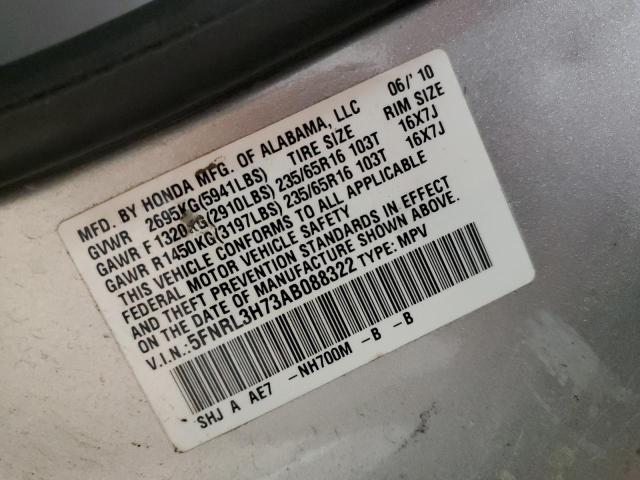 MFD. BY HONDA MFG. OF ALABAMA, LLC 06/'10
GVWR 2695KG(5941LBS) TIRE SIZE RIM SIZE
GAWR F 1320KG(2910LBS) 235/65R16 103T 16X7J
GAWR R1450KG(3197LBS) 235/65R16 103T 16X7J
THIS VEHICLE CONFORMS TO ALL APPLICABLE
FEDERAL MOTOR VEHICLE SAFETY
AND THEFT PREVENTION STANDARDS IN EFFECT
ON THE DATE OF MANUFACTURE SHOWN ABOVE.
V.I.N.:5FNRL3H73AB088322 TYPE: MPV
SHJ A AE7 -NH700M -B -B